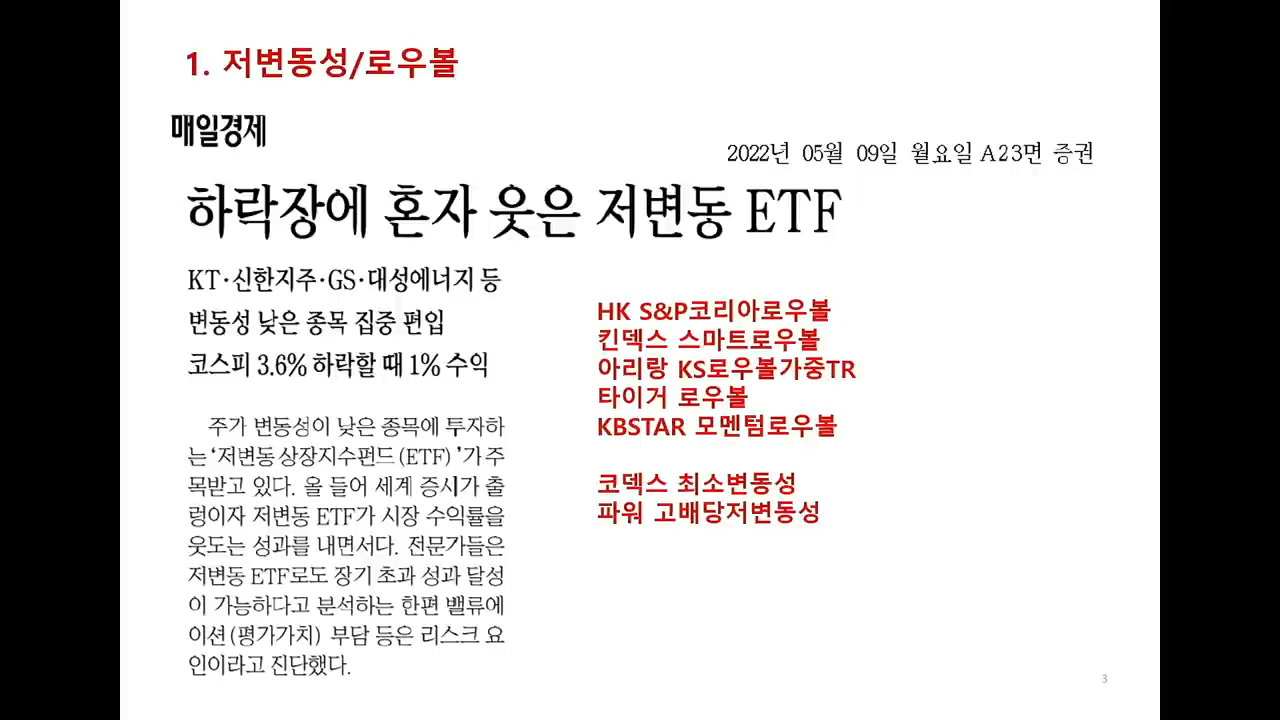 1. 저변동성/로우볼
매일경제
2022년 05월 09일 월요일 A23면 증권
하락장에 혼자 웃은 저변동 ETF
KT·신한지주·GS·대성에너지 등
변동성 낮은 종목 집중 편입
코스피 3.6% 하락할 때 1% 수익
주가 변동성이 낮은 종목에 투자하
는 ‘저변동 상장지수펀드(ETF)’가 주
목받고 있다. 올 들어 세계 증시가 출
렁이자 저변동 ETF가 시장 수익률을
웃도는 성과를 내면서다. 전문가들은
저변동 ETF로도 장기 초과 성과 달성
이 가능하다고 분석하는 한편 밸류에
이션(평가가치) 부담 등은 리스크 요
인이라고 진단했다.
HK S&P코리아로우볼
킨덱스 스마트로우볼
아리랑 KS로우볼가중TR
타이거 로우볼
KBSTAR 모멘텀로우볼
코덱스 최소변동성
파워 고배당저변동성
3